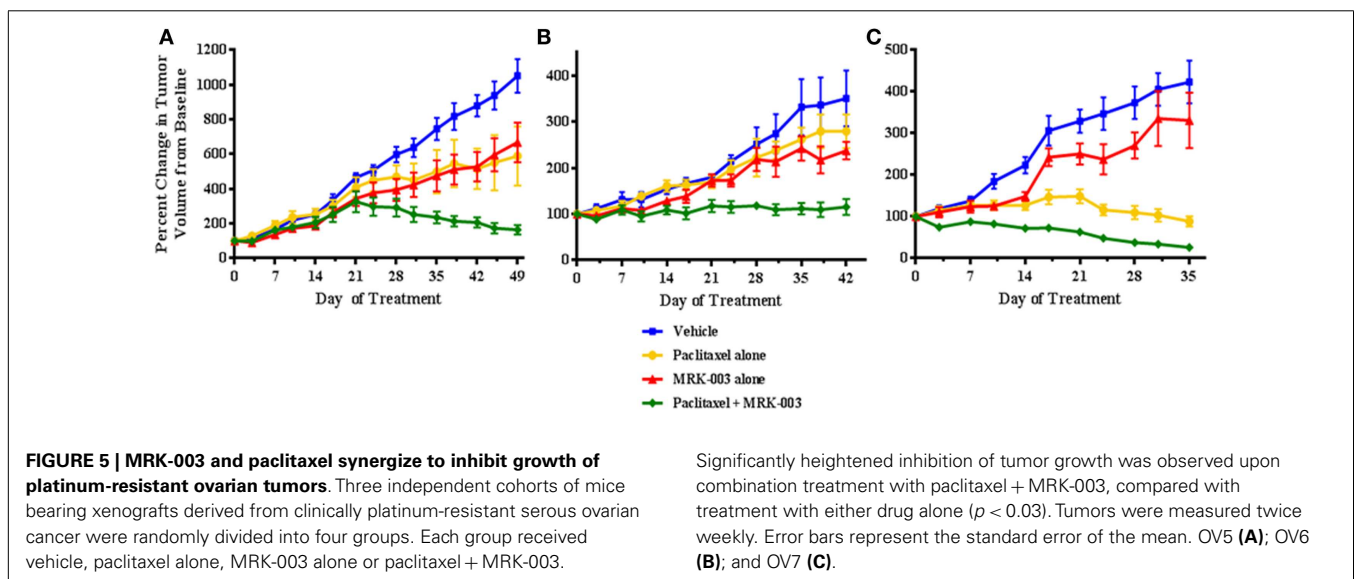 A
1200
1000
800
600
400
200
0
Percent Change in Tumor
Volume from Baseline
0 7 14 21 28 35 42 49
Day of Treatment
B
400
300
200
100
0
0 7 14 21 28 35 42
Day of Treatment
C
500
400
300
200
100
0
0 7 14 21 28 35
Day of Treatment
Vehicle
Paclitaxel alone
MRK-003 alone
Paclitaxel + MRK-003
FIGURE 5 | MRK-003 and paclitaxel synergize to inhibit growth of
platinum-resistant ovarian tumors. Three independent cohorts of mice
bearing xenografts derived from clinically platinum-resistant serous ovarian
cancer were randomly divided into four groups. Each group received
vehicle, paclitaxel alone, MRK-003 alone or paclitaxel + MRK-003.
Significantly heightened inhibition of tumor growth was observed upon
combination treatment with paclitaxel + MRK-003, compared with
treatment with either drug alone (p < 0.03). Tumors were measured twice
weekly. Error bars represent the standard error of the mean. OV5 (A); OV6
(B); and OV7 (C).